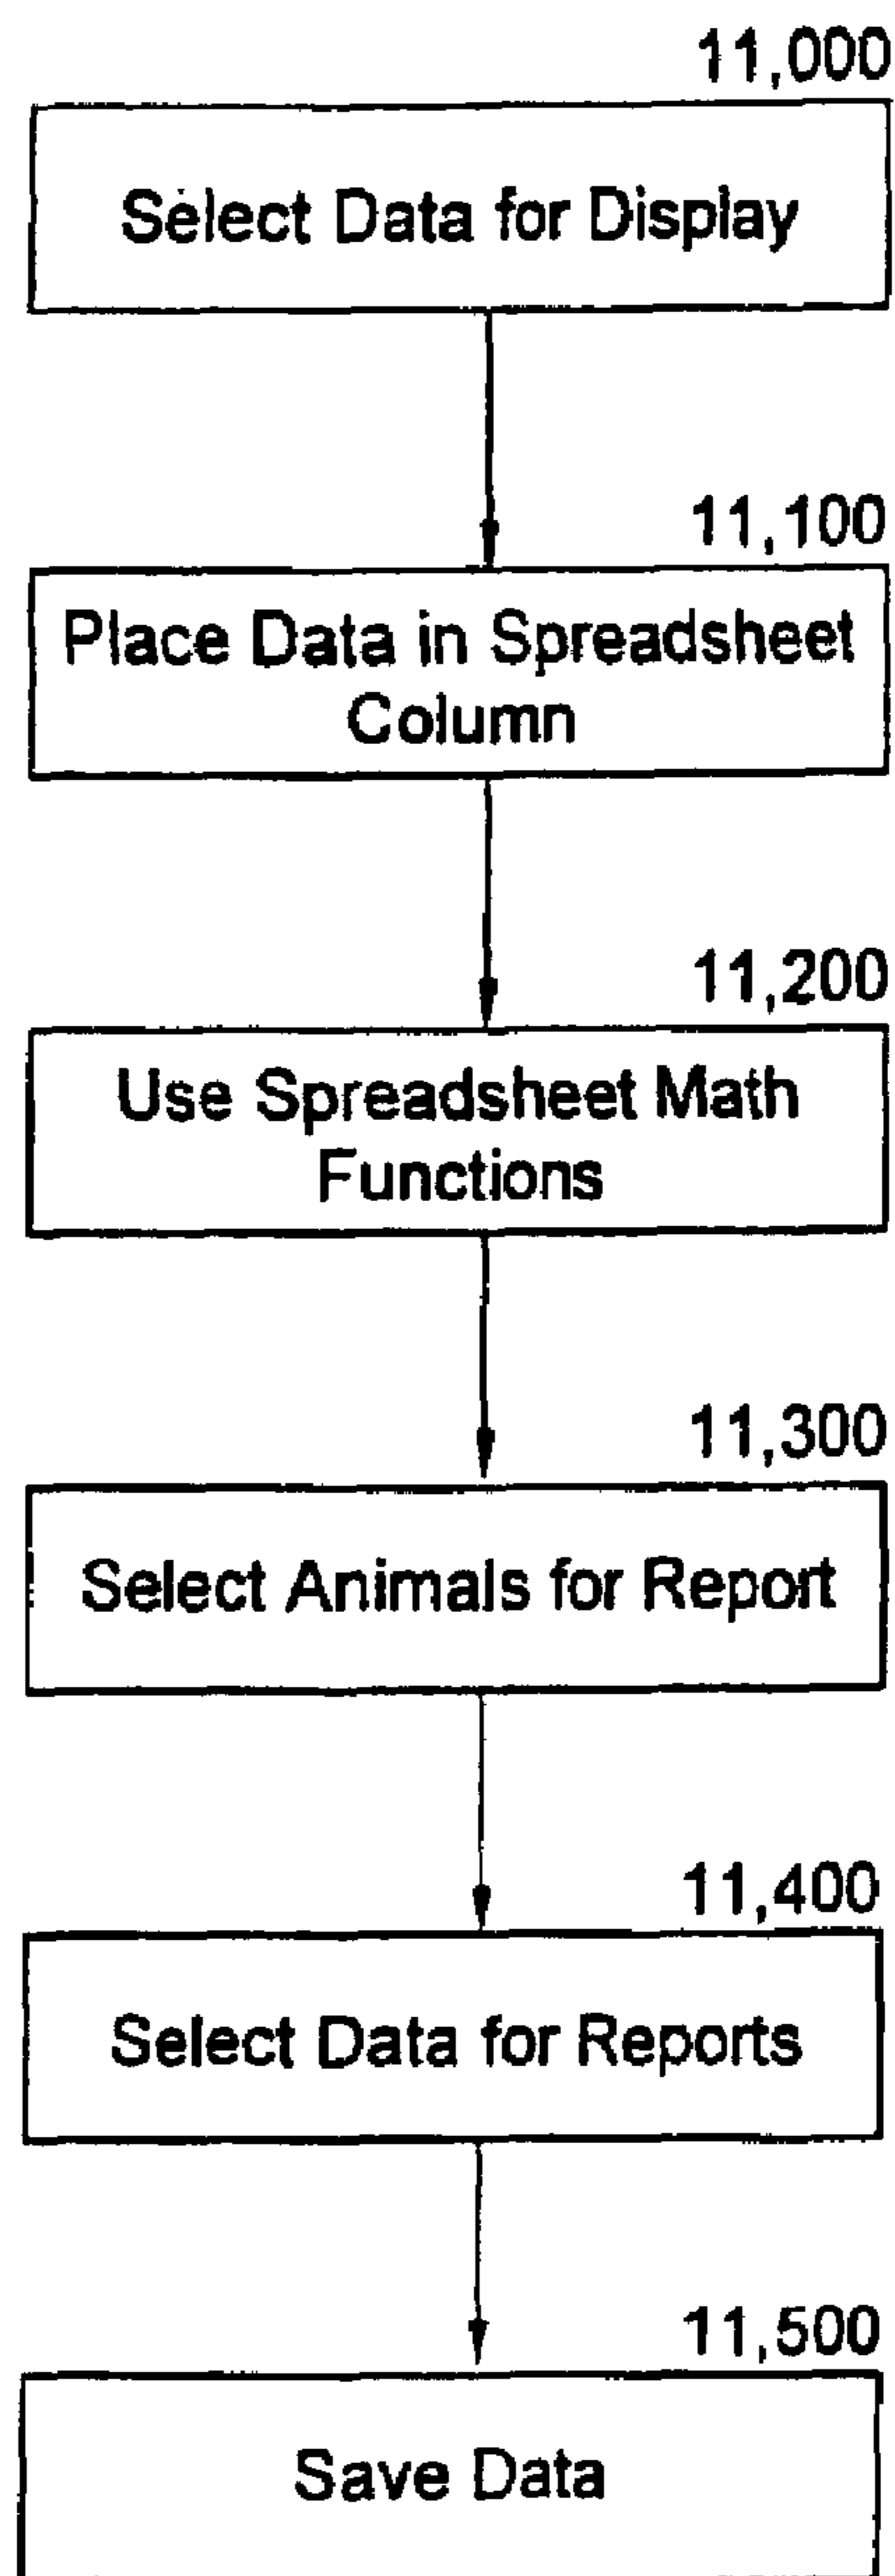 11,000
Select Data for Display
11,100
Place Data in Spreadsheet
Column
11,200
Use Spreadsheet Math
Functions
11,300
Select Animals for Report
11,400
Select Data for Reports
11,500
Save Data